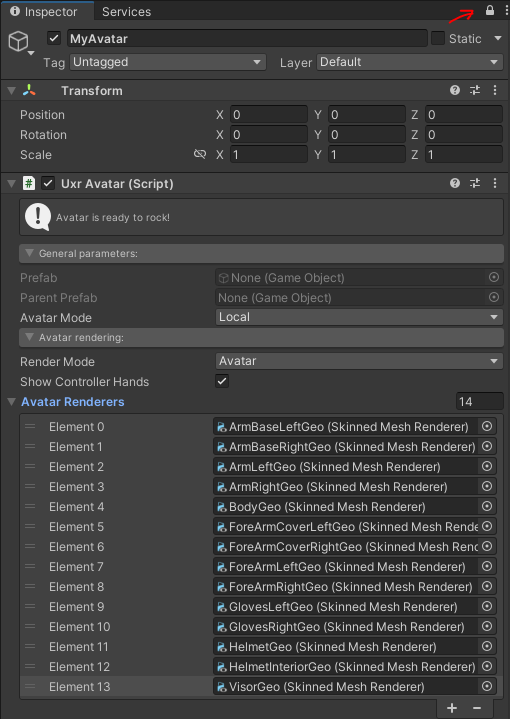 Inspector Services
MyAvatar Static
Tag Untagged Layer Default
Transform
Position X 0 Y 0 Z 0
Rotation X 0 Y 0 Z 0
Scale X 1 Y 1 Z 1
# Uxr Avatar (Script)
Avatar is ready to rock!
General parameters:
Prefab None (Game Object)
Parent Prefab None (Game Object)
Avatar Mode Local
Avatar rendering:
Render Mode Avatar
Show Controller Hands
Avatar Renderers 14
Element 0 ArmBaseLeftGeo (Skinned Mesh Renderer)
Element 1 ArmBaseRightGeo (Skinned Mesh Renderer)
Element 2 ArmLeftGeo (Skinned Mesh Renderer)
Element 3 ArmRightGeo (Skinned Mesh Renderer)
Element 4 BodyGeo (Skinned Mesh Renderer)
Element 5 ForeArmCoverLeftGeo (Skinned Mesh Rende
Element 6 ForeArmCoverRightGeo (Skinned Mesh Renc
Element 7 ForeArmLeftGeo (Skinned Mesh Renderer)
Element 8 ForeArmRightGeo (Skinned Mesh Renderer)
Element 9 GlovesLeftGeo (Skinned Mesh Renderer)
Element 10 GlovesRightGeo (Skinned Mesh Renderer)
Element 11 HelmetGeo (Skinned Mesh Renderer)
Element 12 HelmetInteriorGeo (Skinned Mesh Renderer)
Element 13 VisorGeo (Skinned Mesh Renderer)